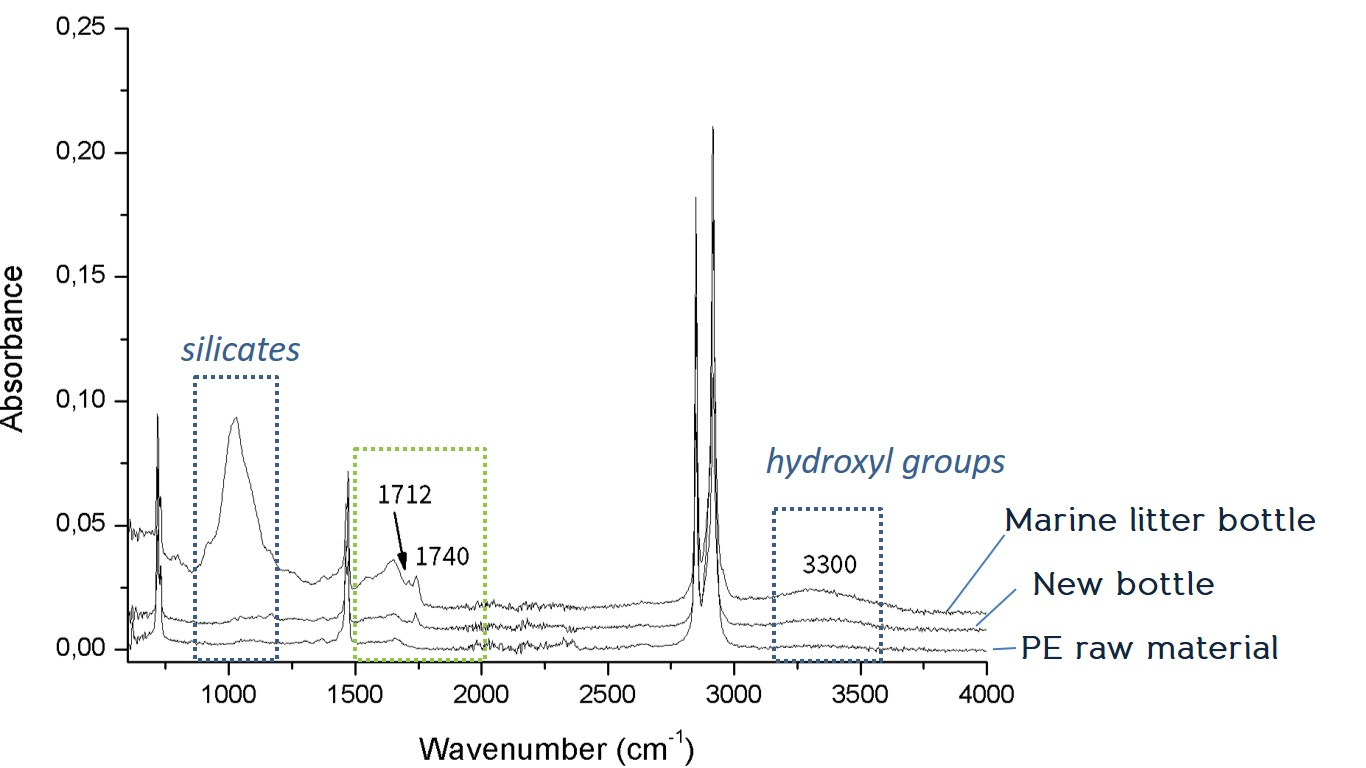 0,25
0,20
0,15
0,10
0,05
0,00
Absorbance
silicates
1712
1740
hydroxyl groups
3300
Marine litter bottle
New bottle
PE raw material
1000 1500 2000 2500 3000 3500 4000
Wavenumber (cm⁻¹)